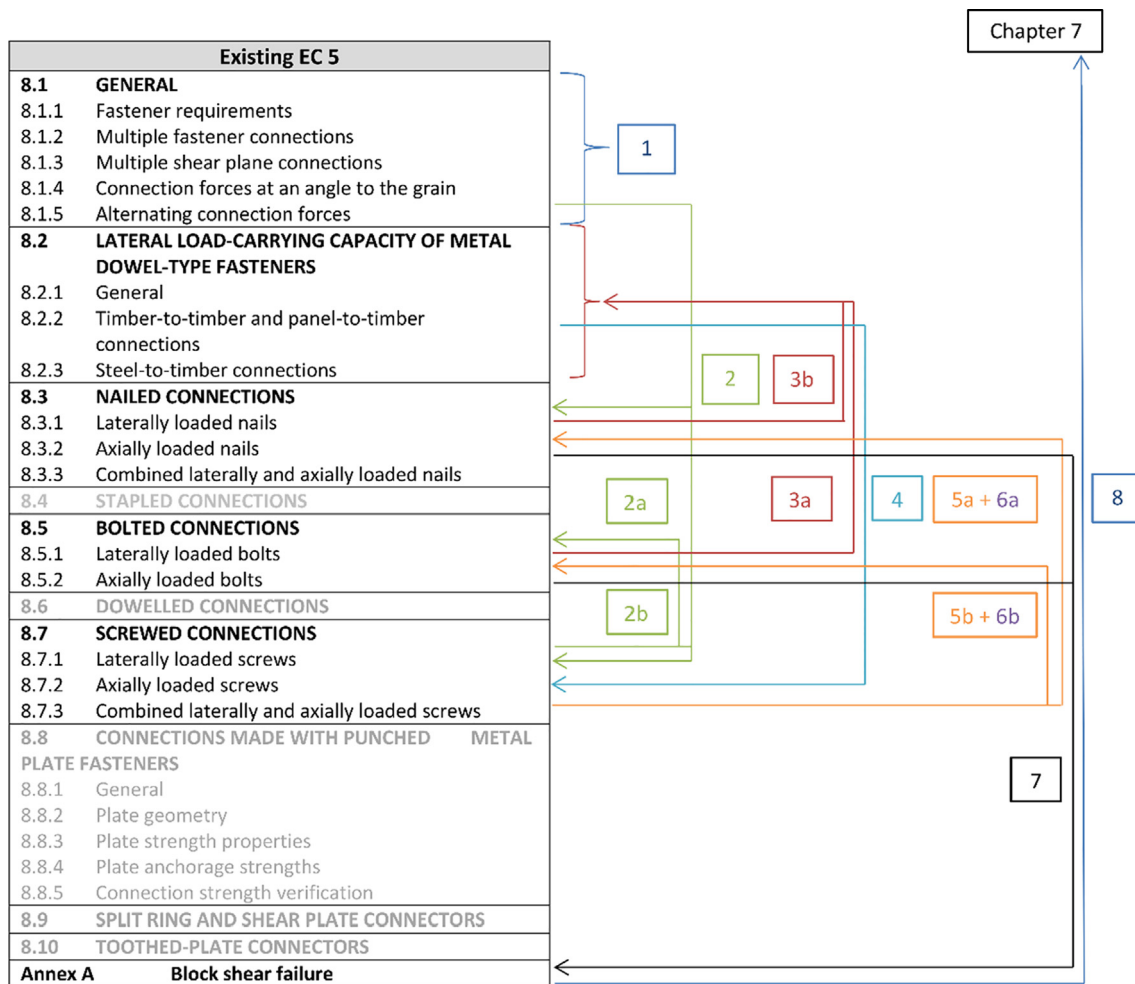 Chapter 7
Existing EC 5
8.1 GENERAL
8.1.1 Fastener requirements
8.1.2 Multiple fastener connections
8.1.3 Multiple shear plane connections
8.1.4 Connection forces at an angle to the grain
8.1.5 Alternating connection forces
1
8.2 LATERAL LOAD-CARRYING CAPACITY OF METAL
DOWEL-TYPE FASTENERS
8.2.1 General
8.2.2 Timber-to-timber and panel-to-timber
connections
8.2.3 Steel-to-timber connections
2 3b
8.3 NAILED CONNECTIONS
8.3.1 Laterally loaded nails
8.3.2 Axially loaded nails
8.3.3 Combined laterally and axially loaded nails
8.4 STAPLED CONNECTIONS
2a 3a 4 5a + 6a 8
8.5 BOLTED CONNECTIONS
8.5.1 Laterally loaded bolts
8.5.2 Axially loaded bolts
8.6 DOWELLED CONNECTIONS
2b 5b + 6b
8.7 SCREWED CONNECTIONS
8.7.1 Laterally loaded screws
8.7.2 Axially loaded screws
8.7.3 Combined laterally and axially loaded screws
8.8 CONNECTIONS MADE WITH PUNCHED METAL
PLATE FASTENERS
8.8.1 General
7
8.8.2 Plate geometry
8.8.3 Plate strength properties
8.8.4 Plate anchorage strengths
8.8.5 Connection strength verification
8.9 SPLIT RING AND SHEAR PLATE CONNECTORS
8.10 TOOTHED-PLATE CONNECTORS
Annex A Block shear failure